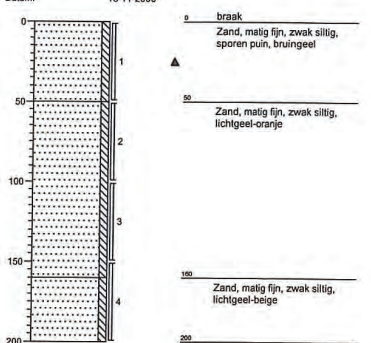 0
50
100
150
200
1
2
3
4
0 braak
Zand, matig fijn, zwak siltig,
sporen puin, bruingeel
50
Zand, matig fijn, zwak siltig,
lichtgeel-oranje
160
Zand, matig fijn, zwak siltig,
lichtgeel-beige
200